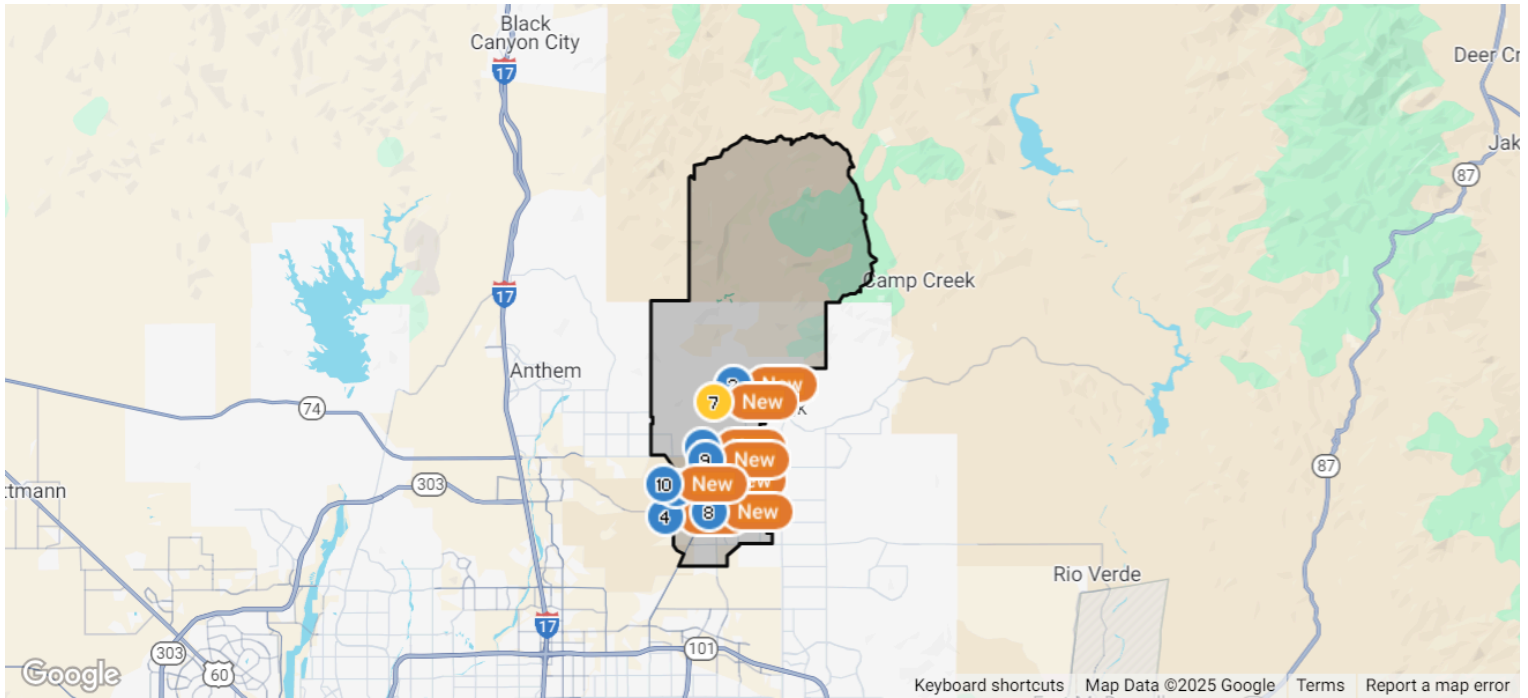 Black
Canyon City
17
Deer Cr
Jak
87
Camp Creek
17
Anthem
New
7
New
74
k
9
New
87
303
10
New
ttmann
4
8
New
Rio Verde
17
303
60
101
Google
Keyboard shortcuts
Map Data ©2025 Google
Terms
Report a map error